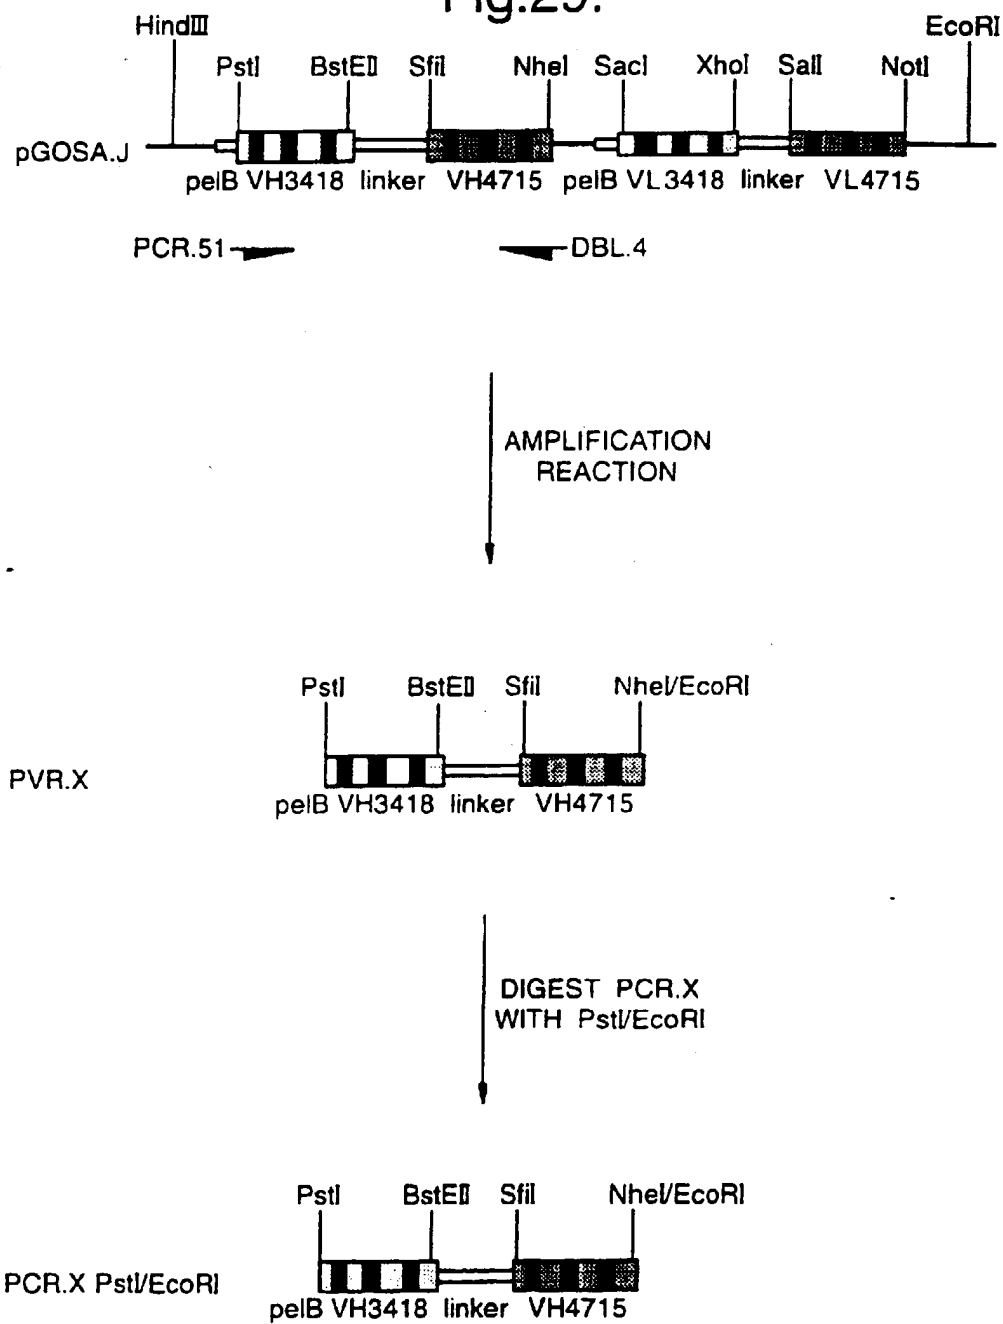 Fig.29.
HindIII EcoRI
PstI BstEII SfiI NheI SacI XhoI SalI NotI
pGOSA.J
pelB VH3418 linker VH4715 pelB VL3418 linker VL4715
PCR.51 DBL.4
AMPLIFICATION
REACTION
PstI BstEII SfiI NheI/EcoRI
PVR.X
pelB VH3418 linker VH4715
DIGEST PCR.X
WITH PstI/EcoRI
PstI BstEII SfiI NheI/EcoRI
PCR.X PstI/EcoRI
pelB VH3418 linker VH4715